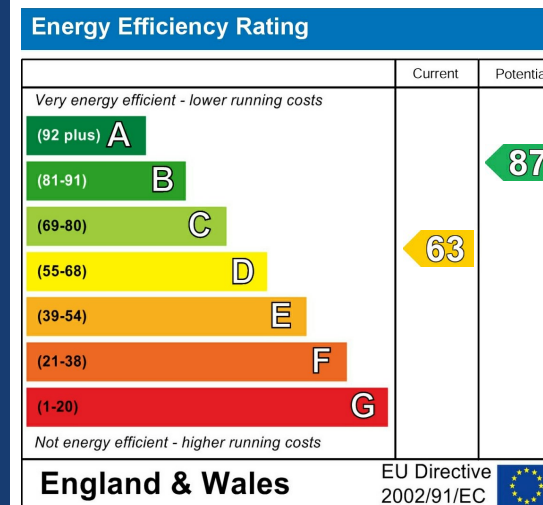 Energy Efficiency Rating
Current Potentia
Very energy efficient - lower running costs
(92 plus) A
(81-91) B
87
(69-80) C
63
(55-68) D
(39-54) E
(21-38) F
(1-20) G
Not energy efficient - higher running costs
England & Wales
EU Directive
2002/91/EC